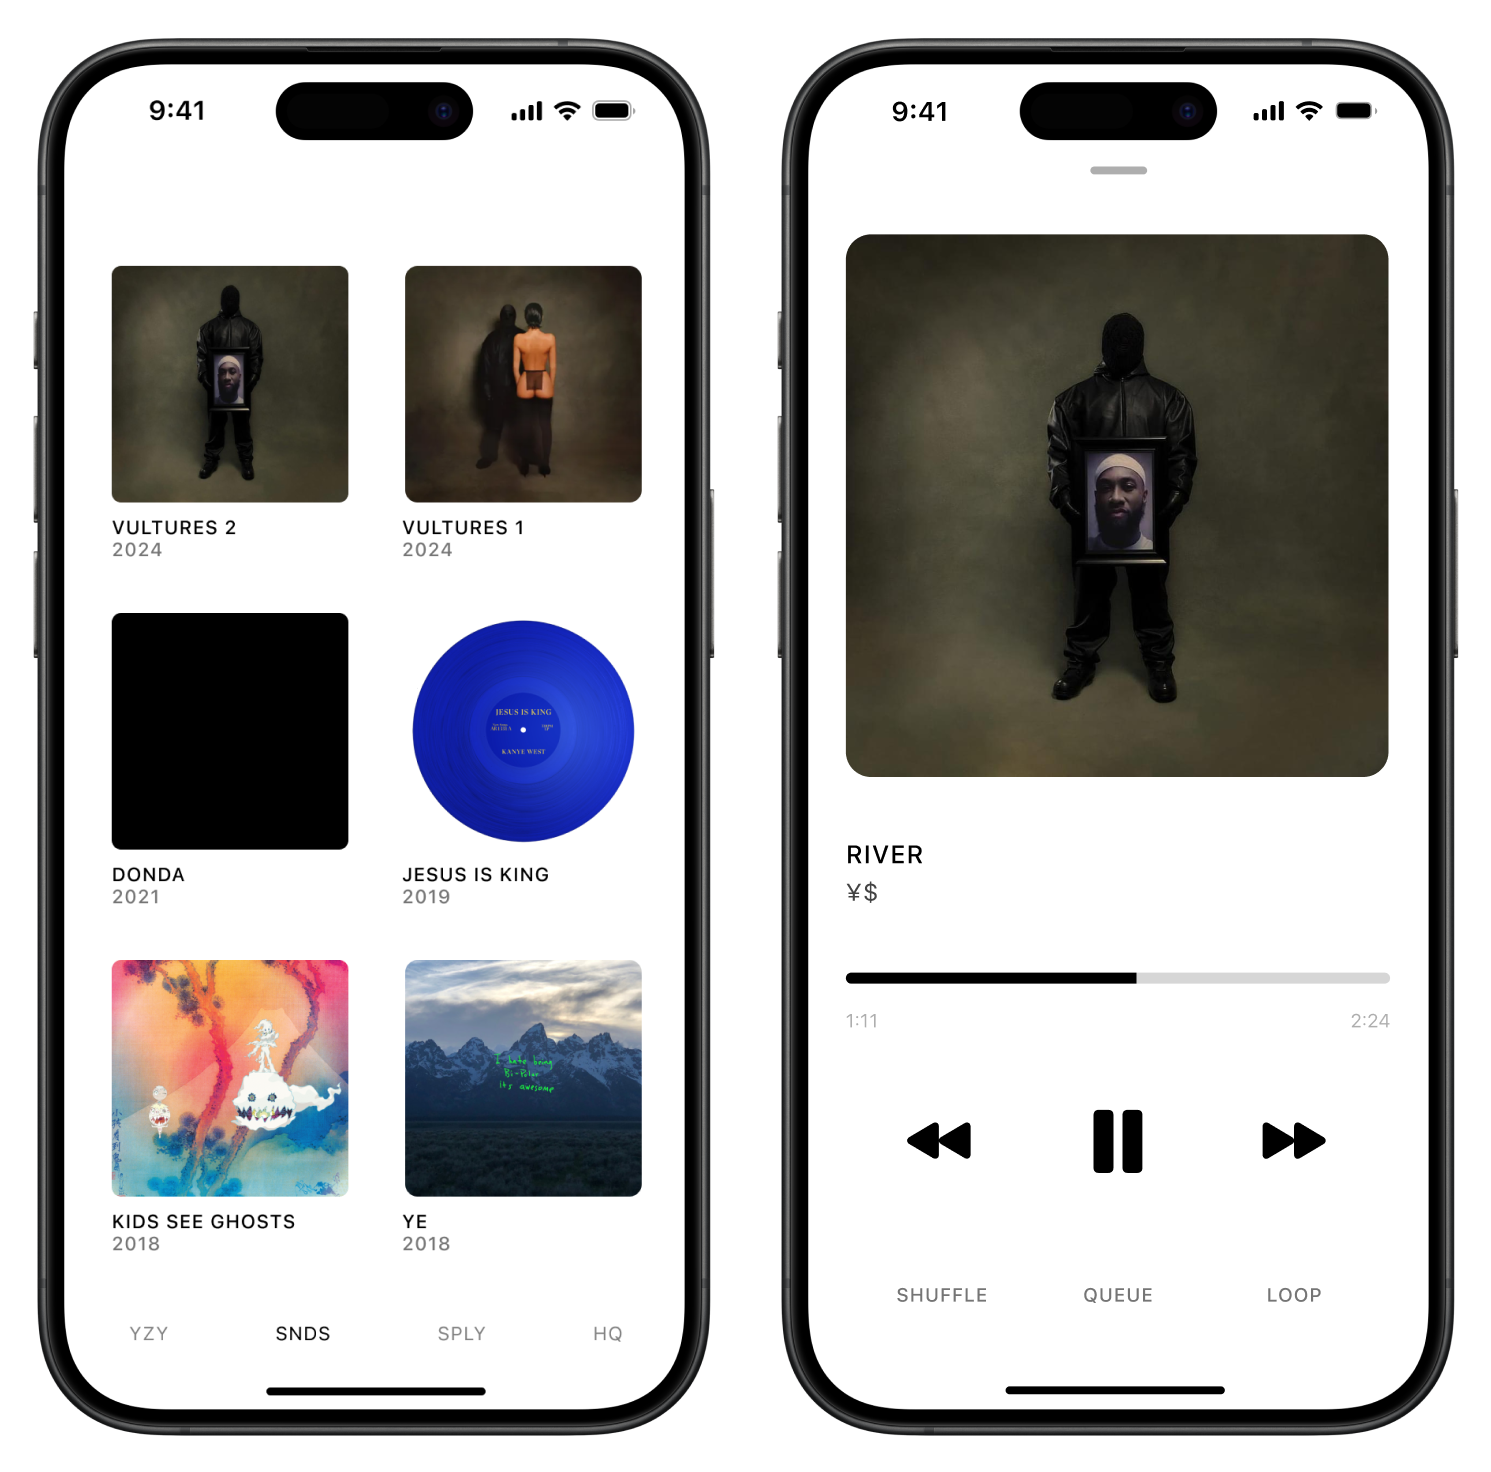 9:41
VULTURES 2
2024
VULTURES 1
2024
JESUS IS KING
KANYE WEST
DONDA
2021
JESUS IS KING
2019
I hate being
Bi-Polar
its awesome
KIDS SEE GHOSTS
2018
YE
2018
YZY SNDS SPLY HQ
9:41
RIVER
¥$
1:11 2:24
SHUFFLE QUEUE LOOP